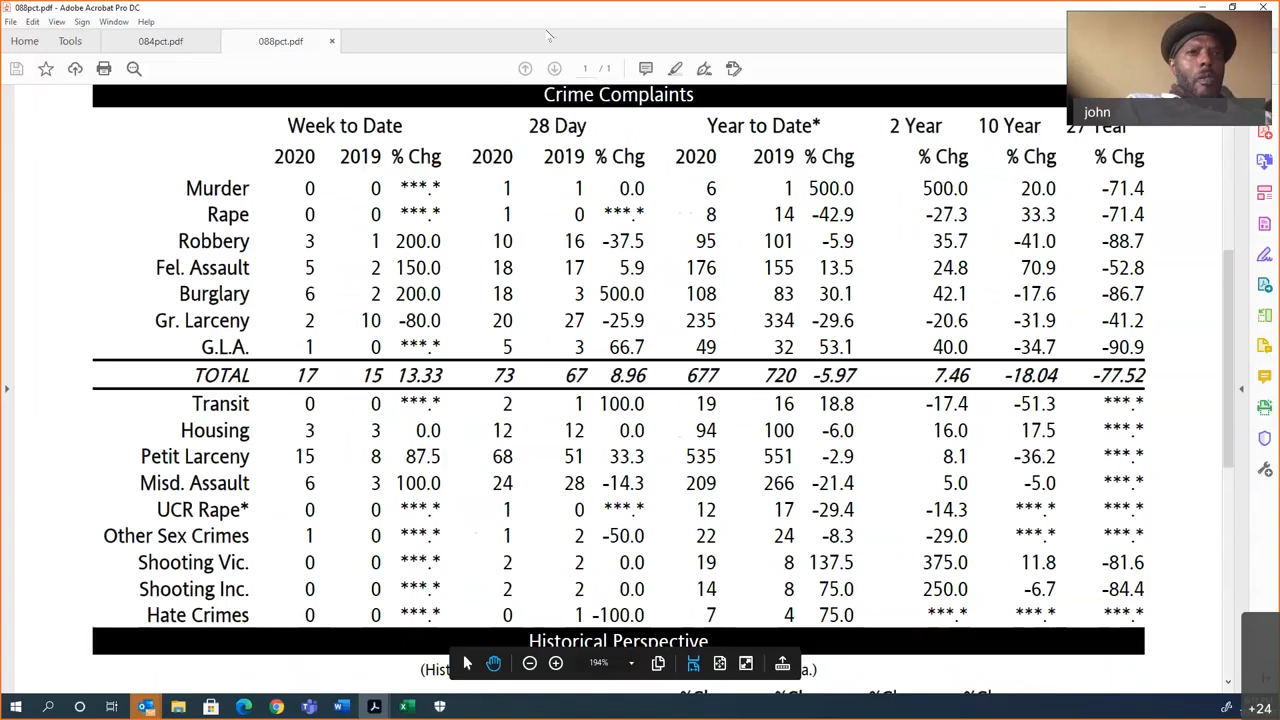 088pct.pdf - Adobe Acrobat Pro DC
File Edit View Sign Window Help
Home Tools 084pct.pdf 088pct.pdf ×
1 / 1
john
Crime Complaints
Week to Date 28 Day Year to Date* 2 Year 10 Year 27 Year
2020 2019 % Chg 2020 2019 % Chg 2020 2019 % Chg % Chg % Chg % Chg
Murder 0 0 ***.* 1 1 0.0 6 1 500.0 500.0 20.0 -71.4
Rape 0 0 ***.* 1 0 ***.* 8 14 -42.9 -27.3 33.3 -71.4
Robbery 3 1 200.0 10 16 -37.5 95 101 -5.9 35.7 -41.0 -88.7
Fel. Assault 5 2 150.0 18 17 5.9 176 155 13.5 24.8 70.9 -52.8
Burglary 6 2 200.0 18 3 500.0 108 83 30.1 42.1 -17.6 -86.7
Gr. Larceny 2 10 -80.0 20 27 -25.9 235 334 -29.6 -20.6 -31.9 -41.2
G.L.A. 1 0 ***.* 5 3 66.7 49 32 53.1 40.0 -34.7 -90.9
TOTAL 17 15 13.33 73 67 8.96 677 720 -5.97 7.46 -18.04 -77.52
Transit 0 0 ***.* 2 1 100.0 19 16 18.8 -17.4 -51.3 ***.*
Housing 3 3 0.0 12 12 0.0 94 100 -6.0 16.0 17.5 ***.*
Petit Larceny 15 8 87.5 68 51 33.3 535 551 -2.9 8.1 -36.2 ***.*
Misd. Assault 6 3 100.0 24 28 -14.3 209 266 -21.4 5.0 -5.0 ***.*
UCR Rape* 0 0 ***.* 1 0 ***.* 12 17 -29.4 -14.3 ***.* ***.*
Other Sex Crimes 1 0 ***.* 1 2 -50.0 22 24 -8.3 -29.0 ***.* ***.*
Shooting Vic. 0 0 ***.* 2 2 0.0 19 8 137.5 375.0 11.8 -81.6
Shooting Inc. 0 0 ***.* 2 2 0.0 14 8 75.0 250.0 -6.7 -84.4
Hate Crimes 0 0 ***.* 0 1 -100.0 7 4 75.0 ***.* ***.* ***.*
Historical Perspective
194%
+24